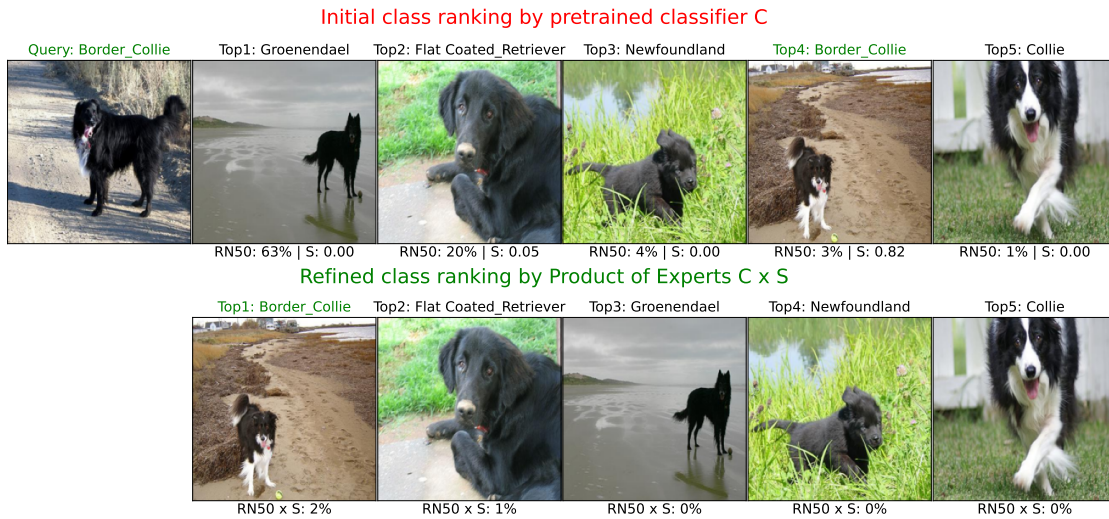 Initial class ranking by pretrained classifier C
Query: Border_Collie
Top1: Groenendael
Top2: Flat Coated_Retriever
Top3: Newfoundland
Top4: Border_Collie
Top5: Collie
RN50: 63% | S: 0.00
RN50: 20% | S: 0.05
RN50: 4% | S: 0.00
RN50: 3% | S: 0.82
RN50: 1% | S: 0.00
Refined class ranking by Product of Experts C x S
Top1: Border_Collie
Top2: Flat Coated_Retriever
Top3: Groenendael
Top4: Newfoundland
Top5: Collie
RN50 x S: 2%
RN50 x S: 1%
RN50 x S: 0%
RN50 x S: 0%
RN50 x S: 0%